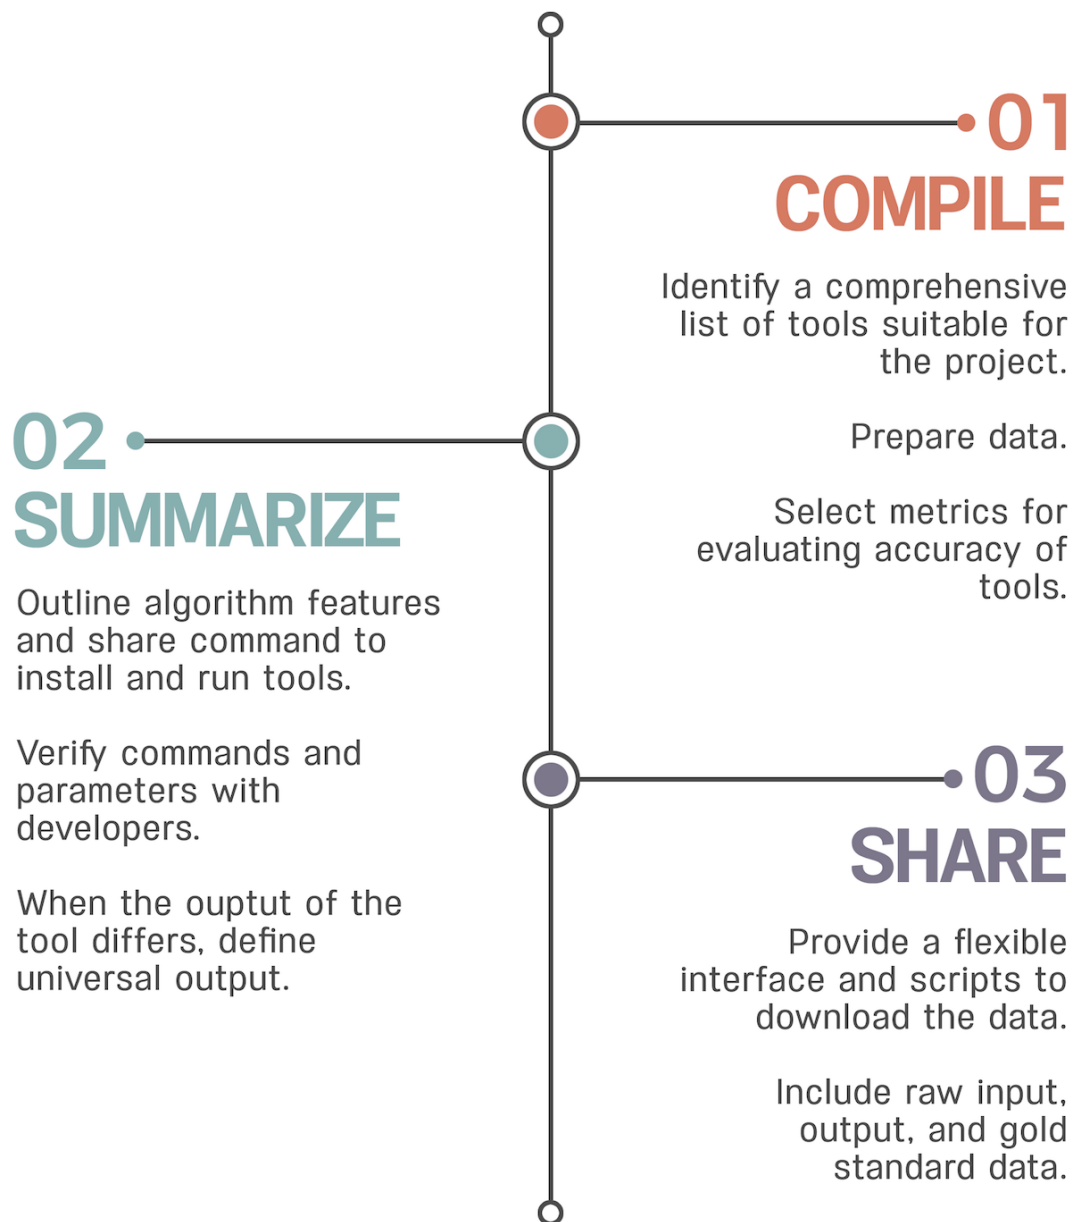 01
COMPILE
Identify a comprehensive
list of tools suitable for
the project.
Prepare data.
Select metrics for
evaluating accuracy of
tools.
02
SUMMARIZE
Outline algorithm features
and share command to
install and run tools.
Verify commands and
parameters with
developers.
When the ouptut of the
tool differs, define
universal output.
03
SHARE
Provide a flexible
interface and scripts to
download the data.
Include raw input,
output, and gold
standard data.